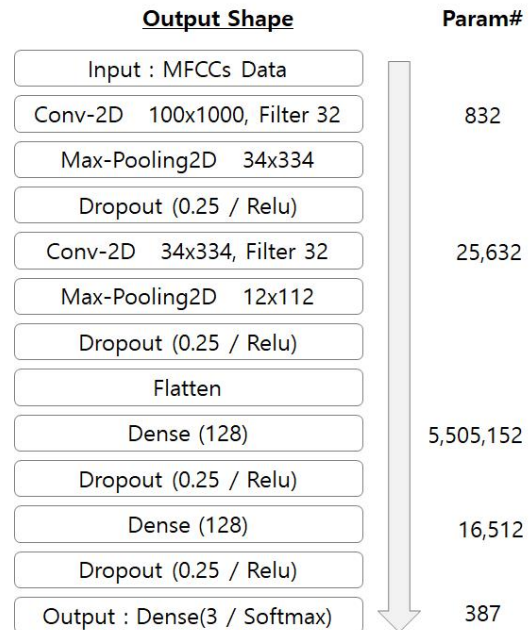 Output Shape Param#
Input : MFCCs Data
Conv-2D 100x1000, Filter 32 832
Max-Pooling2D 34x334
Dropout (0.25 / Relu)
Conv-2D 34x334, Filter 32 25,632
Max-Pooling2D 12x112
Dropout (0.25 / Relu)
Flatten
Dense (128) 5,505,152
Dropout (0.25 / Relu)
Dense (128) 16,512
Dropout (0.25 / Relu)
Output : Dense(3 / Softmax) 387